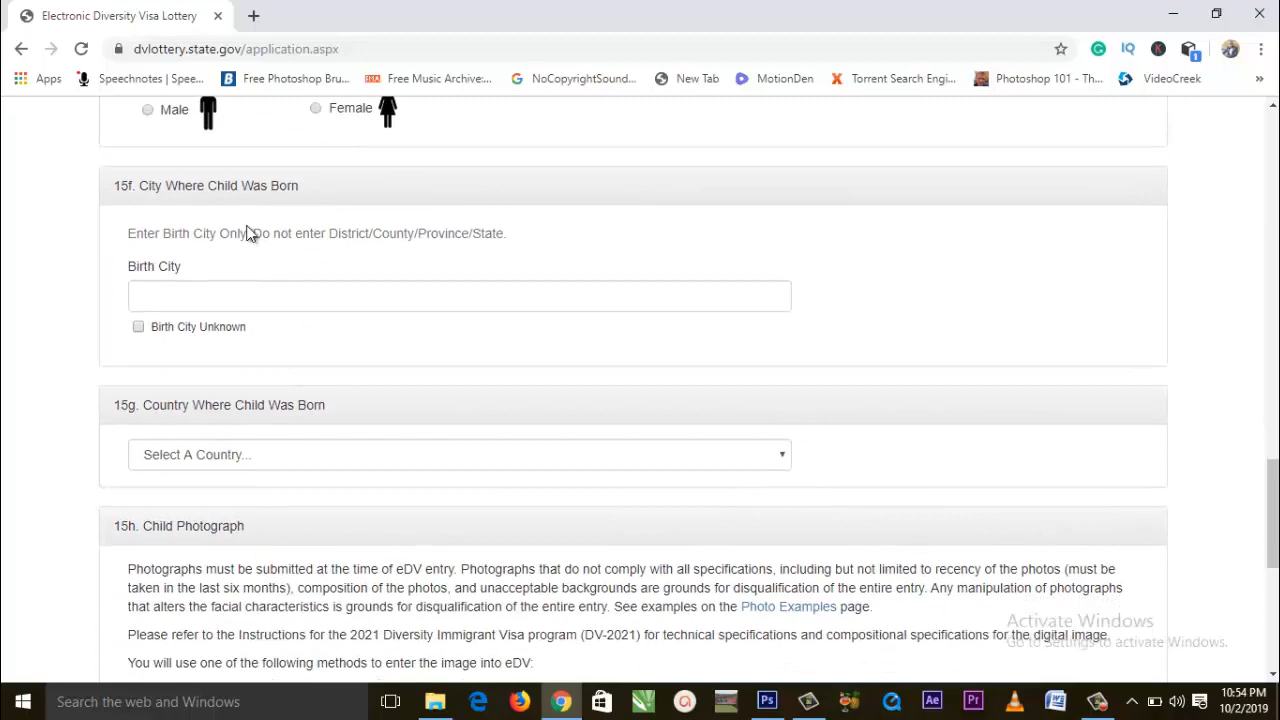 Electronic Diversity Visa Lottery
dvlottery.state.gov/application.aspx
Apps Speechnotes | Spee... Free Photoshop Bru... Free Music Archive:... NoCopyrightSound... New Tab MotionDen Torrent Search Engi... Photoshop 101 - Th... VideoCreek »
Male Female
15f. City Where Child Was Born
Enter Birth City Only. Do not enter District/County/Province/State.
Birth City
Birth City Unknown
15g. Country Where Child Was Born
Select A Country...
15h. Child Photograph
Photographs must be submitted at the time of eDV entry. Photographs that do not comply with all specifications, including but not limited to recency of the photos (must be
taken in the last six months), composition of the photos, and unacceptable backgrounds are grounds for disqualification of the entire entry. Any manipulation of photographs
that alters the facial characteristics is grounds for disqualification of the entire entry. See examples on the Photo Examples page.
Activate Windows
Please refer to the Instructions for the 2021 Diversity Immigrant Visa program (DV-2021) for technical specifications and compositional specifications for the digital image.
Go to Settings to activate Windows.
You will use one of the following methods to enter the image into eDV:
Search the web and Windows
10:54 PM
10/2/2019